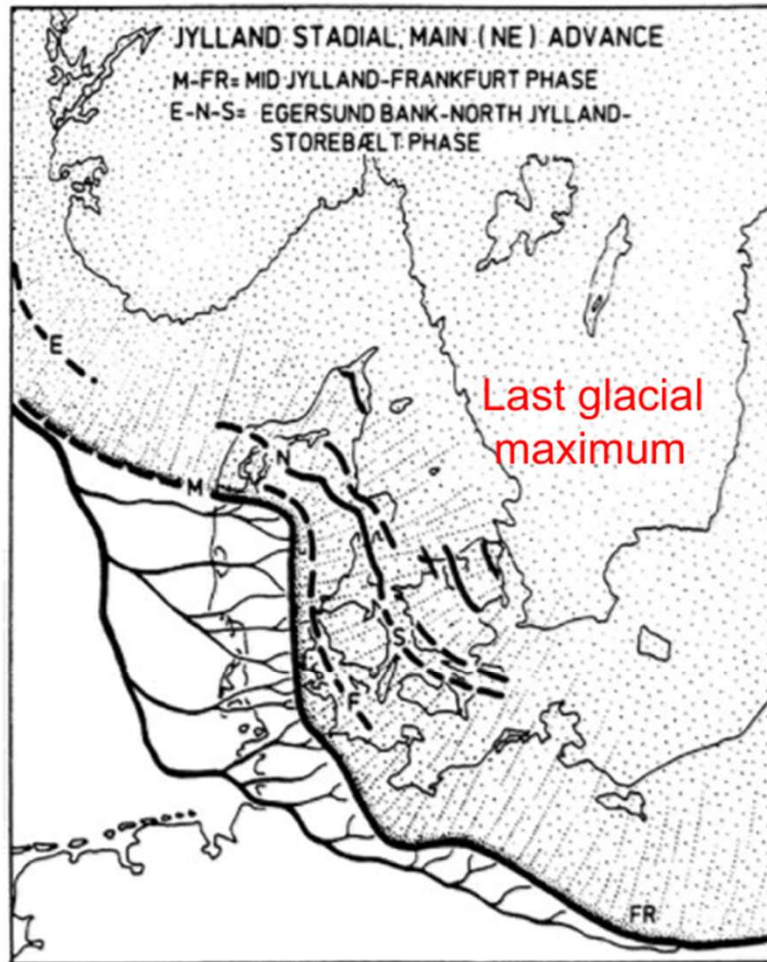 JYLLAND STADIAL, MAIN (NE) ADVANCE
M-FR= MID JYLLAND-FRANKFURT PHASE
E-N-S= EGERSUND BANK-NORTH JYLLAND-
STOREBÆLT PHASE
E
Last glacial
maximum
N
M
S
F
FR